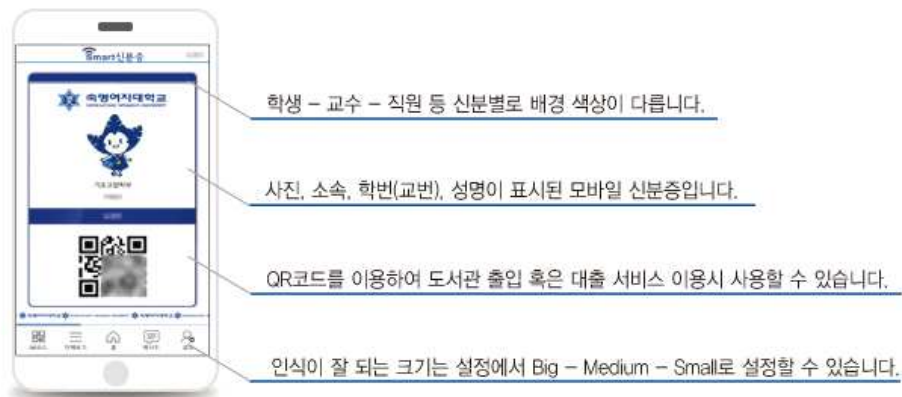 Smart신분증
숙명여자대학교
학생 – 교수 – 직원 등 신분별로 배경 색상이 다릅니다.
사진, 소속, 학번(교번), 성명이 표시된 모바일 신분증입니다.
QR코드를 이용하여 도서관 출입 혹은 대출 서비스 이용시 사용할 수 있습니다.
홈
인식이 잘 되는 크기는 설정에서 Big – Medium – Small로 설정할 수 있습니다.